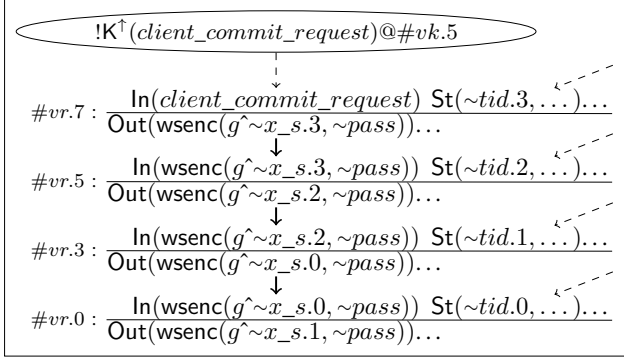 !K↑(client_commit_request)@#vk.5
#vr.7 : In(client_commit_request) St(~tid.3, ...)...
Out(wsenc(g^~x_s.3, ~pass))...
#vr.5 : In(wsenc(g^~x_s.3, ~pass)) St(~tid.2, ...)...
Out(wsenc(g^~x_s.2, ~pass))...
#vr.3 : In(wsenc(g^~x_s.2, ~pass)) St(~tid.1, ...)...
Out(wsenc(g^~x_s.0, ~pass))...
#vr.0 : In(wsenc(g^~x_s.0, ~pass)) St(~tid.0, ...)...
Out(wsenc(g^~x_s.1, ~pass))...